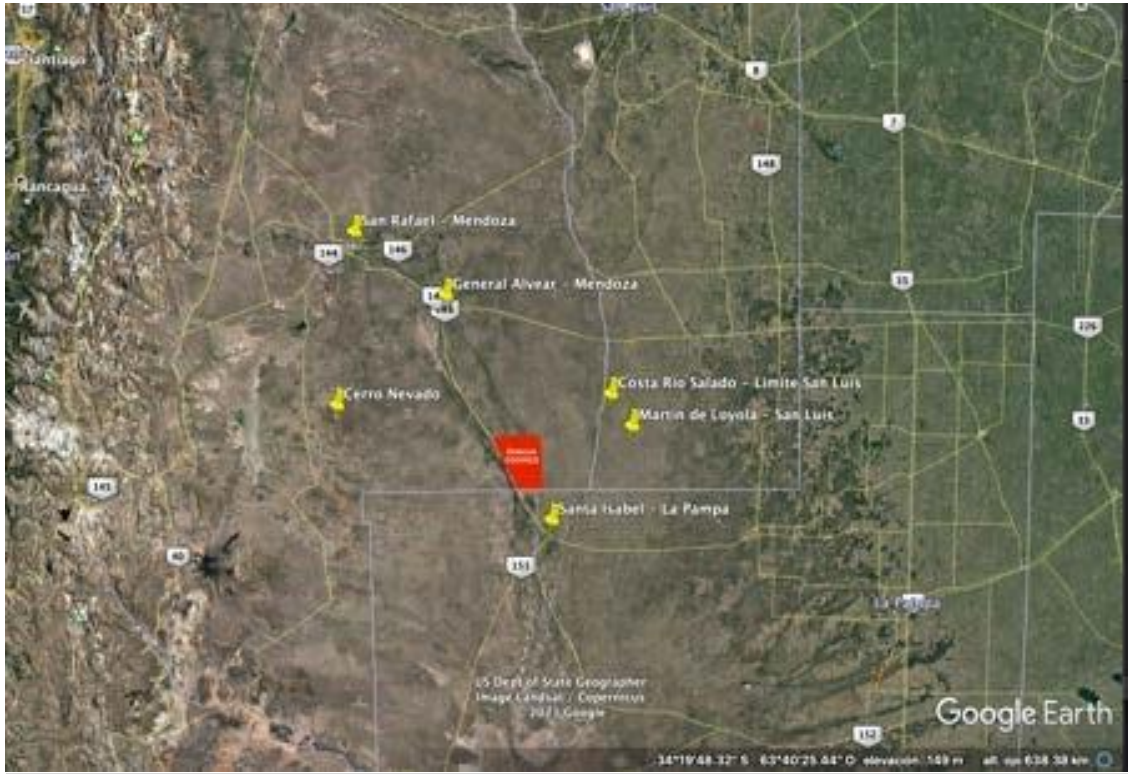 Santiago
8
7
Rancagua
148
San Rafael - Mendoza
144
146
General Alvear - Mendoza
35
226
Costa Rio Salado - Limite San Luis
Cerro Nevado
Martin de Loyola - San Luis
33
145
Santa Isabel - La Pampa
40
151
La Pampa
US Dept of State Geographer
Image Landsat / Copernicus
Google
Google Earth
152
34°19'48.32" S 63°40'25.44" O elevación 149 m alt. ojo 638.38 km